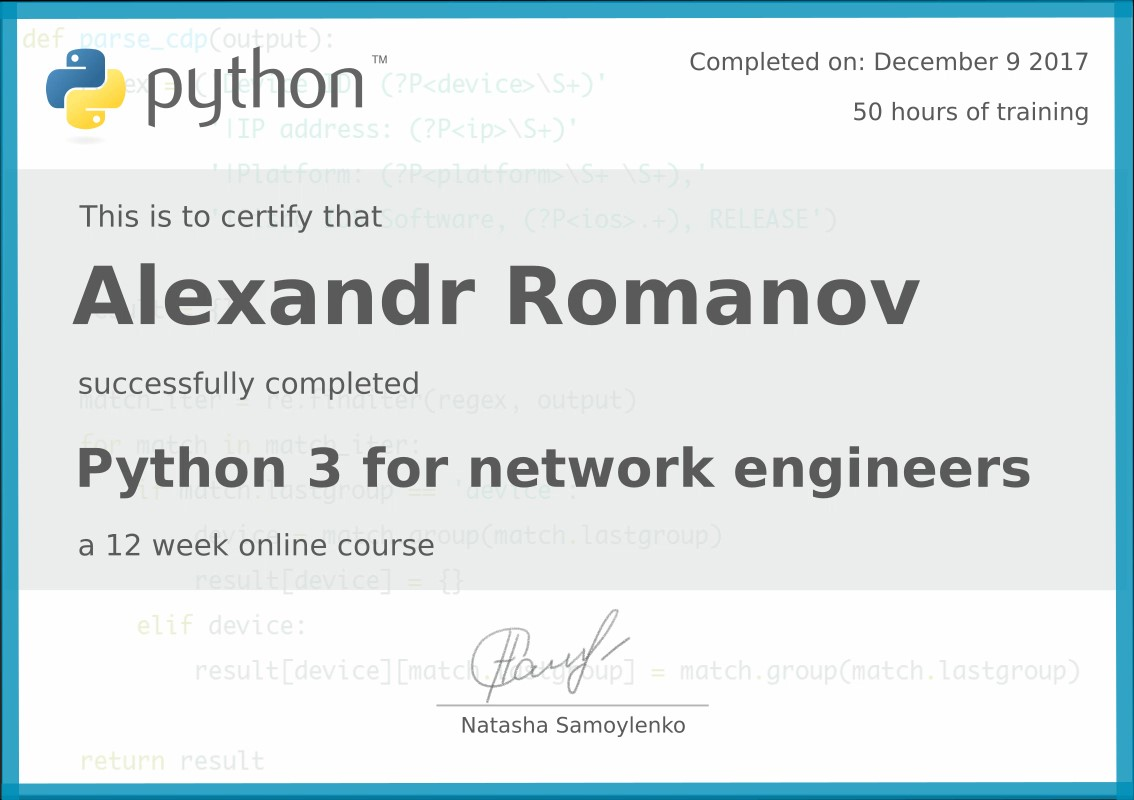 def parse_cdp(output):
python™
Completed on: December 9 2017
50 hours of training
Device ID: (?P<device>\S+)'
'|IP address: (?P<ip>\S+)'
'|Platform: (?P<platform>\S+ \S+),'
This is to certify that
Software, (?P<ios>.+), RELEASE')
Alexandr Romanov
successfully completed
match_iter = re.finditer(regex, output)
for match in match_iter:
Python 3 for network engineers
if match.lastgroup == 'device':
device = match.group(match.lastgroup)
a 12 week online course
result[device] = {}
elif device:
result[device][match.lastgroup] = match.group(match.lastgroup)
Natasha Samoylenko
return result